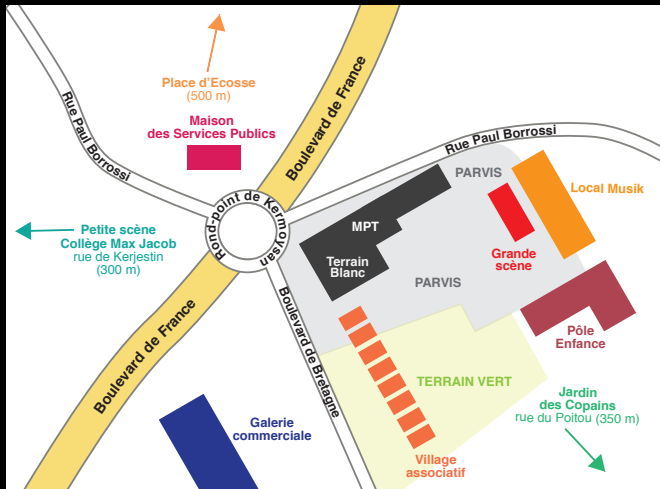 Place d'Ecosse
(500 m)
Maison
des Services Publics
Boulevard de France
Rue Paul Borrossi
Rue Paul Borrossi
PARVIS
Local Musik
Rond-point de Kermoysan
MPT
Terrain
Blanc
Grande
scène
Petite scène
Collège Max Jacob
rue de Kerjestin
(300 m)
PARVIS
Boulevard de France
Boulevard de Bretagne
Pôle
Enfance
TERRAIN VERT
Jardin
des Copains
rue du Poitou (350 m)
Galerie
commerciale
Village
associatif